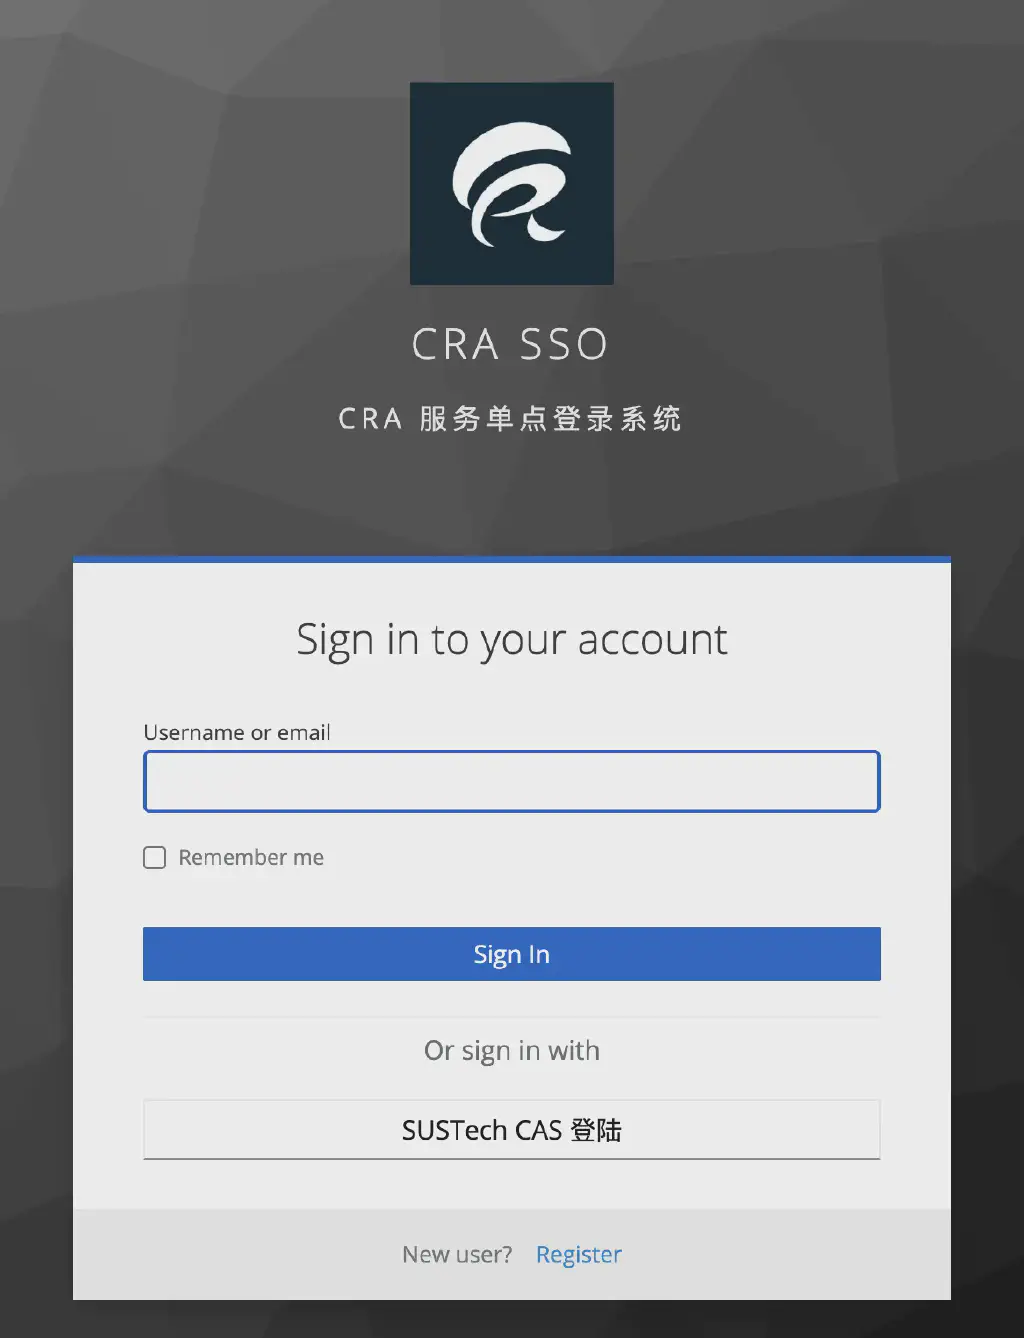 CRA SSO
CRA 服务单点登录系统
Sign in to your account
Username or email
Remember me
Sign In
Or sign in with
SUSTech CAS 登陆
New user? Register